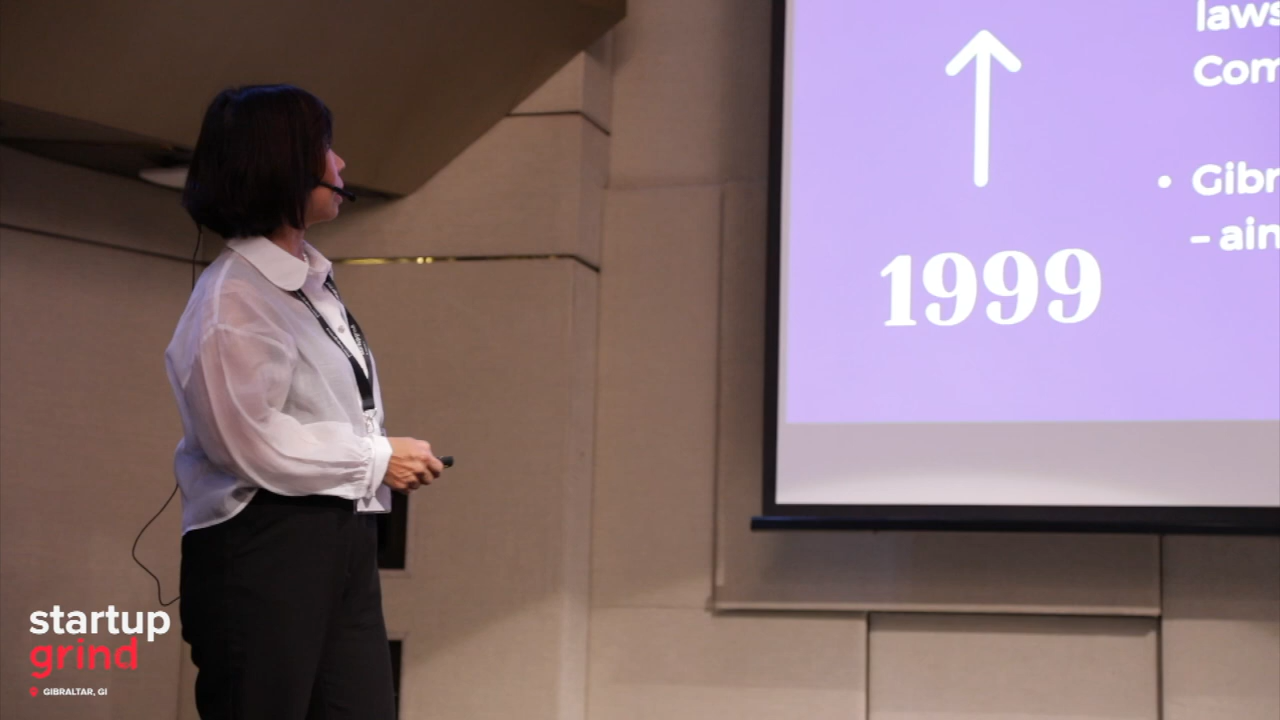 laws
Com
• Gibr
– ain
1999
startup
grind
GIBRALTAR, GI